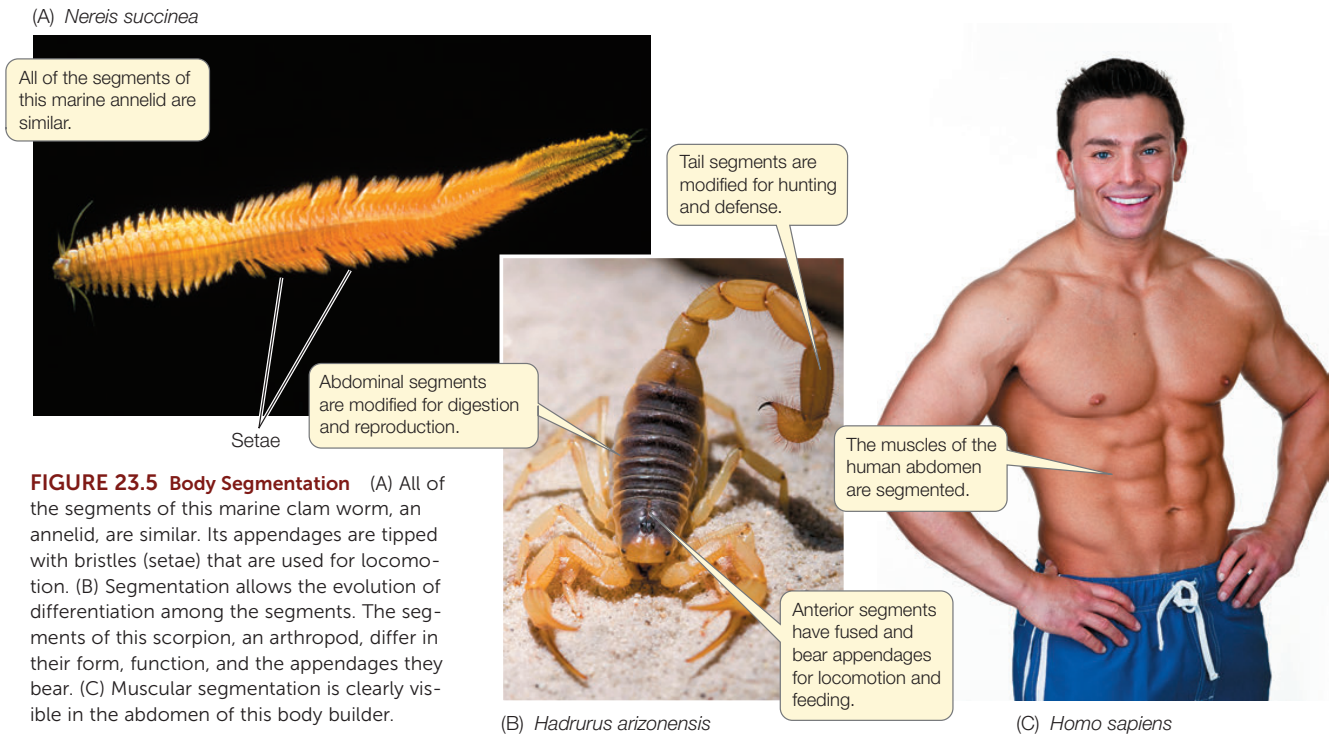 (A) Nereis succinea
All of the segments of
this marine annelid are
similar.
Setae
Tail segments are
modified for hunting
and defense.
Abdominal segments
are modified for digestion
and reproduction.
Anterior segments
have fused and
bear appendages
for locomotion and
feeding.
(B) Hadrurus arizonensis
The muscles of the
human abdomen
are segmented.
(C) Homo sapiens
FIGURE 23.5 Body Segmentation (A) All of
the segments of this marine clam worm, an
annelid, are similar. Its appendages are tipped
with bristles (setae) that are used for locomo-
tion. (B) Segmentation allows the evolution of
differentiation among the segments. The seg-
ments of this scorpion, an arthropod, differ in
their form, function, and the appendages they
bear. (C) Muscular segmentation is clearly vis-
ible in the abdomen of this body builder.